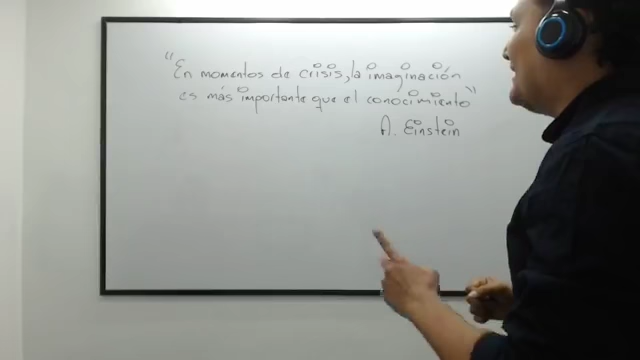 "En momentos de crisis, la imaginación
es más importante que el conocimiento"
A. Einstein